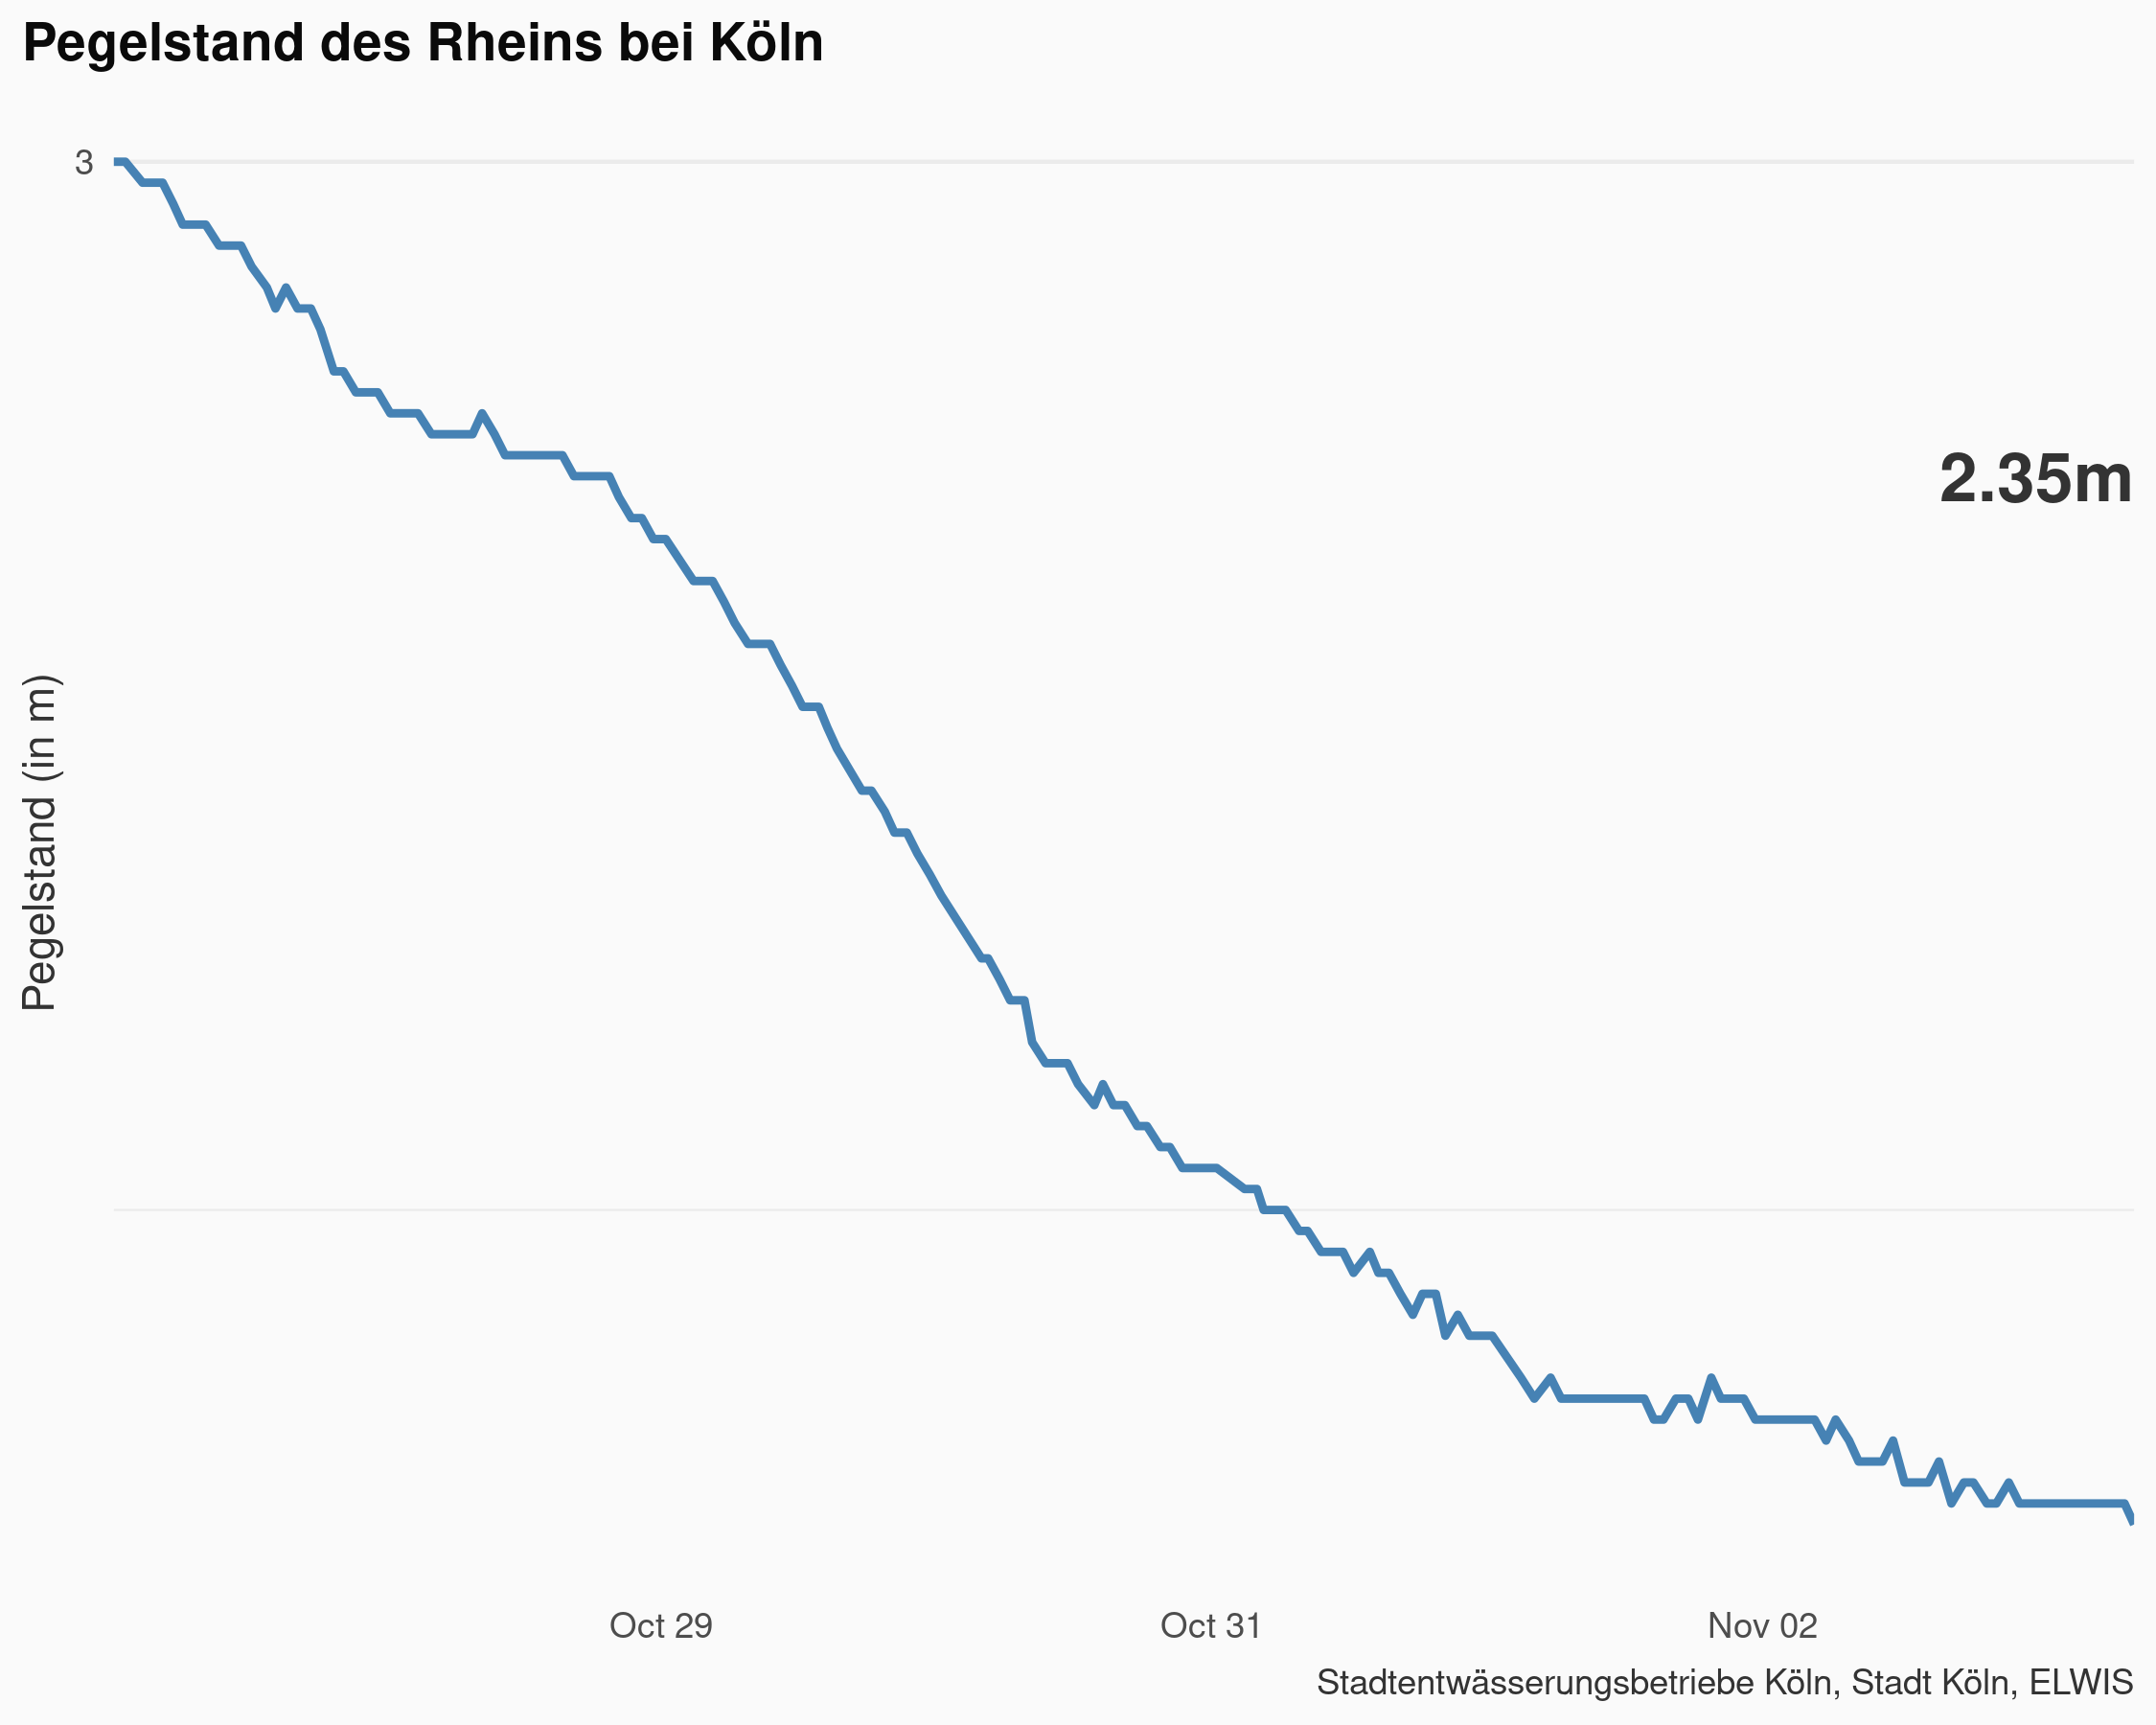 Pegelstand des Rheins bei Köln
3
2.35m
Pegelstand (in m)
Oct 29
Oct 31
Nov 02
Stadtentwässerungsbetriebe Köln, Stadt Köln, ELWIS